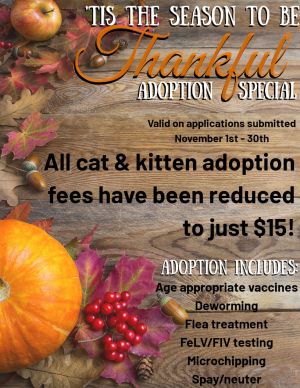 'TIS THE SEASON TO BE
Thankful
ADOPTION SPECIAL
Valid on applications submitted
November 1st - 30th
All cat & kitten adoption
fees have been reduced
to just $15!
ADOPTION INCLUDES:
Age appropriate vaccines
Deworming
Flea treatment
FeLV/FIV testing
Microchipping
Spay/neuter